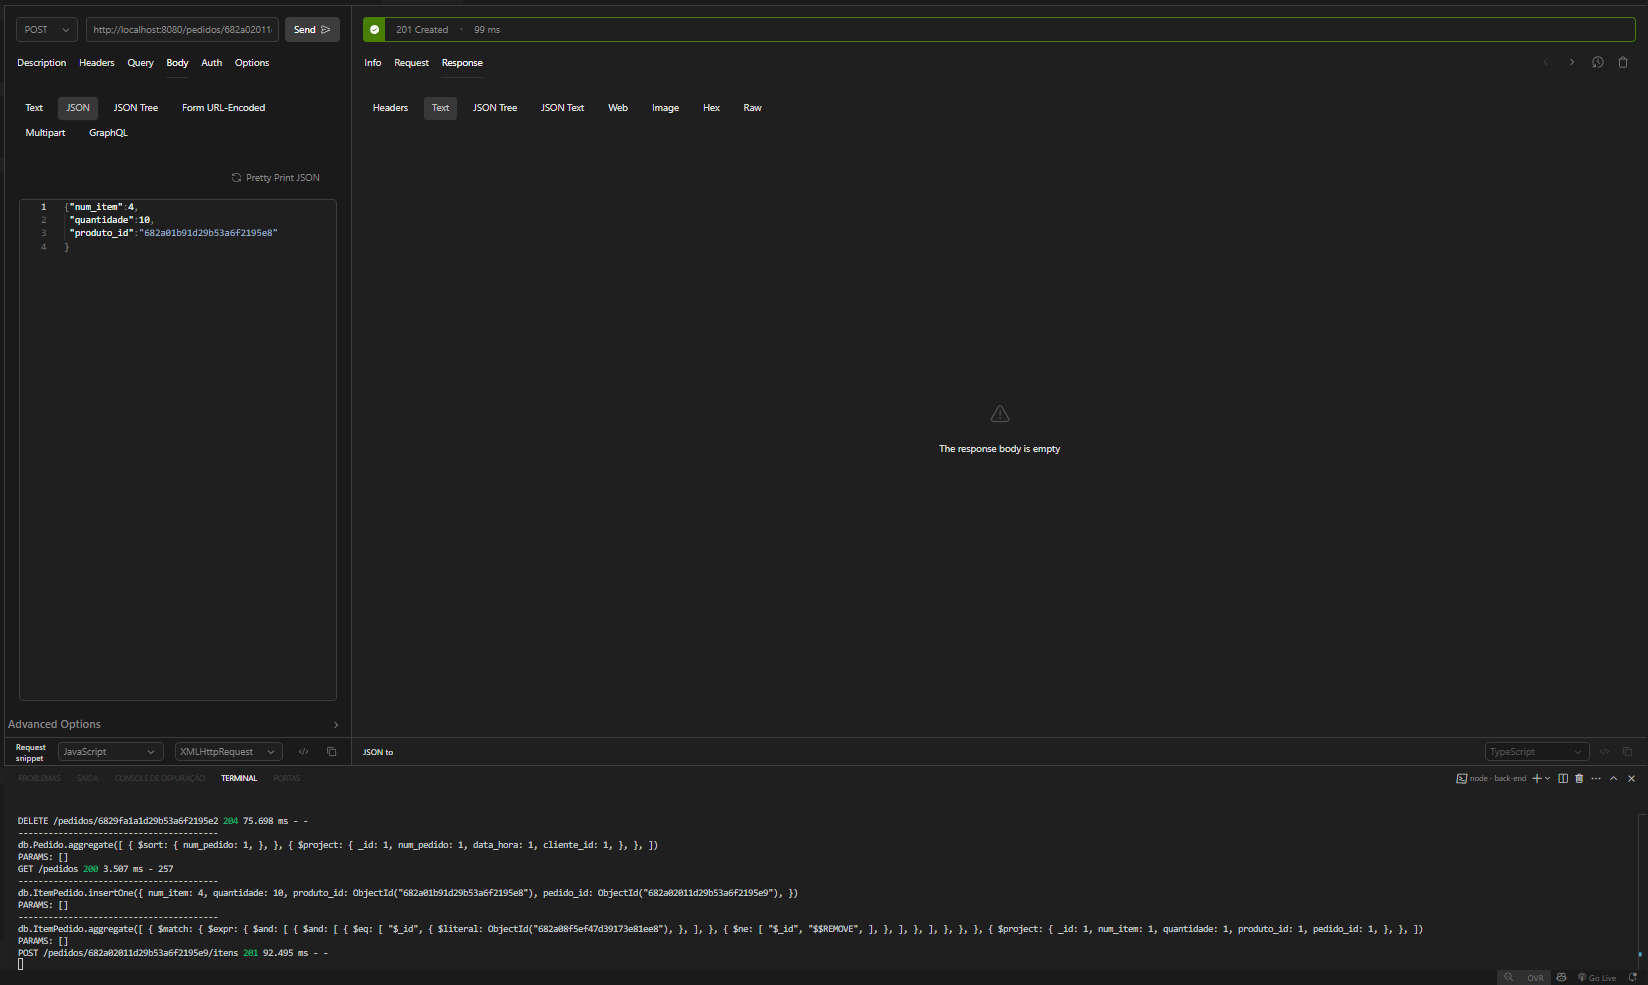 POST
http://localhost:8080/pedidos/682a02011
Send
201 Created · 99 ms
Description Headers Query Body Auth Options
Info Request Response
Text JSON JSON Tree Form URL-Encoded
Multipart GraphQL
Headers Text JSON Tree JSON Text Web Image Hex Raw
Pretty Print JSON
1 {"num_item":4,
2 "quantidade":10,
3 "produto_id":"682a01b91d29b53a6f2195e8"
4 }
The response body is empty
Advanced Options
Request snippet JavaScript XMLHttpRequest
JSON to TypeScript
PROBLEMAS SAÍDA CONSOLE DE DEPURAÇÃO TERMINAL PORTAS
node - back-end
DELETE /pedidos/6829fa1a1d29b53a6f2195e2 204 75.698 ms - -
----------------------------------------
db.Pedido.aggregate([ { $sort: { num_pedido: 1, }, }, { $project: { _id: 1, num_pedido: 1, data_hora: 1, cliente_id: 1, }, }, ])
PARAMS: []
GET /pedidos 200 3.507 ms - 257
----------------------------------------
db.ItemPedido.insertOne({ num_item: 4, quantidade: 10, produto_id: ObjectId("682a01b91d29b53a6f2195e8"), pedido_id: ObjectId("682a02011d29b53a6f2195e9"), })
PARAMS: []
----------------------------------------
db.ItemPedido.aggregate([ { $match: { $expr: { $and: [ { $and: [ { $eq: [ "$_id", { $literal: ObjectId("682a08f5ef47d39173e81ee8"), }, ], }, { $ne: [ "$_id", "$$REMOVE", ], }, ], }, ], }, }, }, { $project: { _id: 1, num_item: 1, quantidade: 1, produto_id: 1, pedido_id: 1, }, }, ])
PARAMS: []
POST /pedidos/682a02011d29b53a6f2195e9/itens 201 92.495 ms - -
OVR Go Live